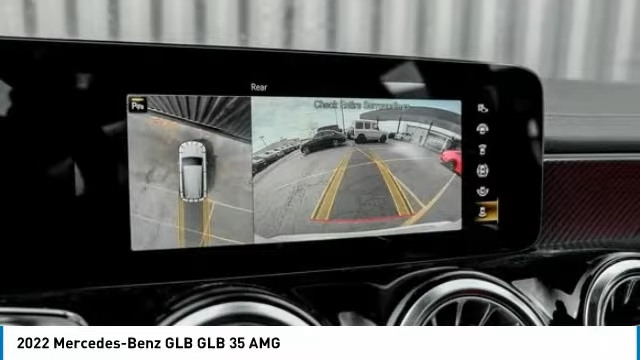 Rear
Check Entire Surroundings
2022 Mercedes-Benz GLB GLB 35 AMG